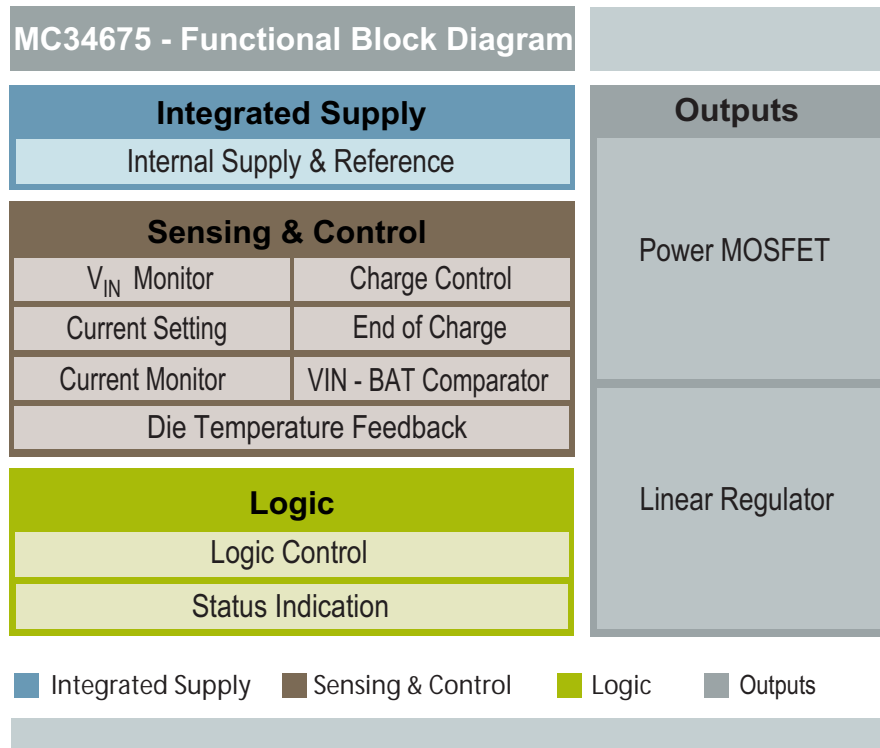 MC34675 - Functional Block Diagram
Integrated Supply
Internal Supply & Reference
Sensing & Control
VIN Monitor
Charge Control
Current Setting
End of Charge
Current Monitor
VIN - BAT Comparator
Die Temperature Feedback
Logic
Logic Control
Status Indication
Outputs
Power MOSFET
Linear Regulator
Integrated Supply
Sensing & Control
Logic
Outputs